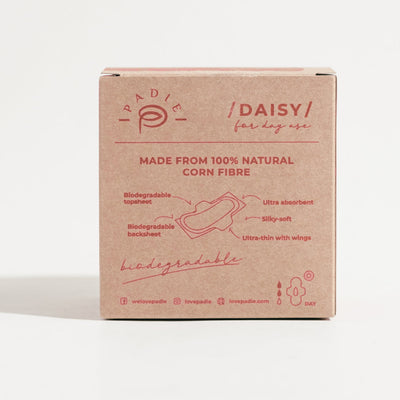 PADIE
/DAISY/
for day use
MADE FROM 100% NATURAL
CORN FIBRE
Biodegradable
topsheet
Biodegradable
backsheet
Ultra absorbent
Silky-soft
Ultra-thin with wings
biodegradable
welovepadie
lovepadie
lovepadie.com
DAY